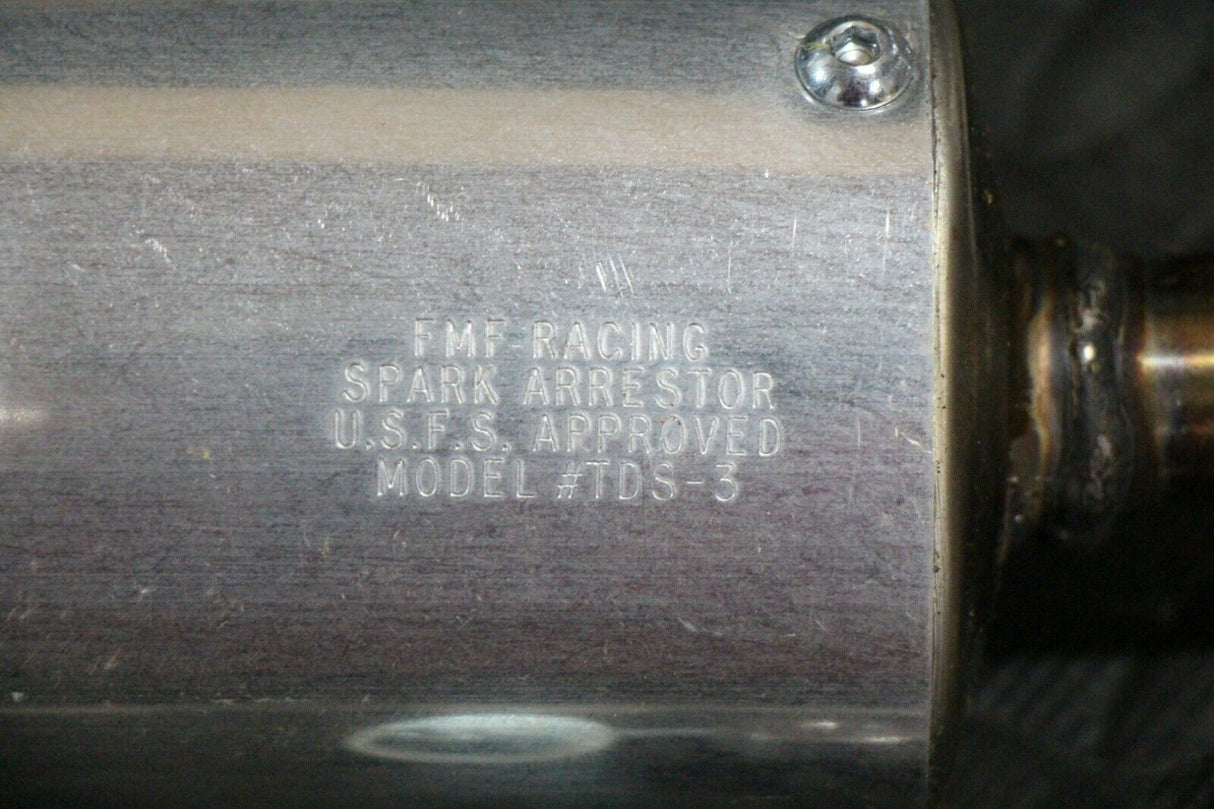 FMF RACING
SPARK ARRESTOR
U.S.F.S. APPROVED
MODEL #TDS-3